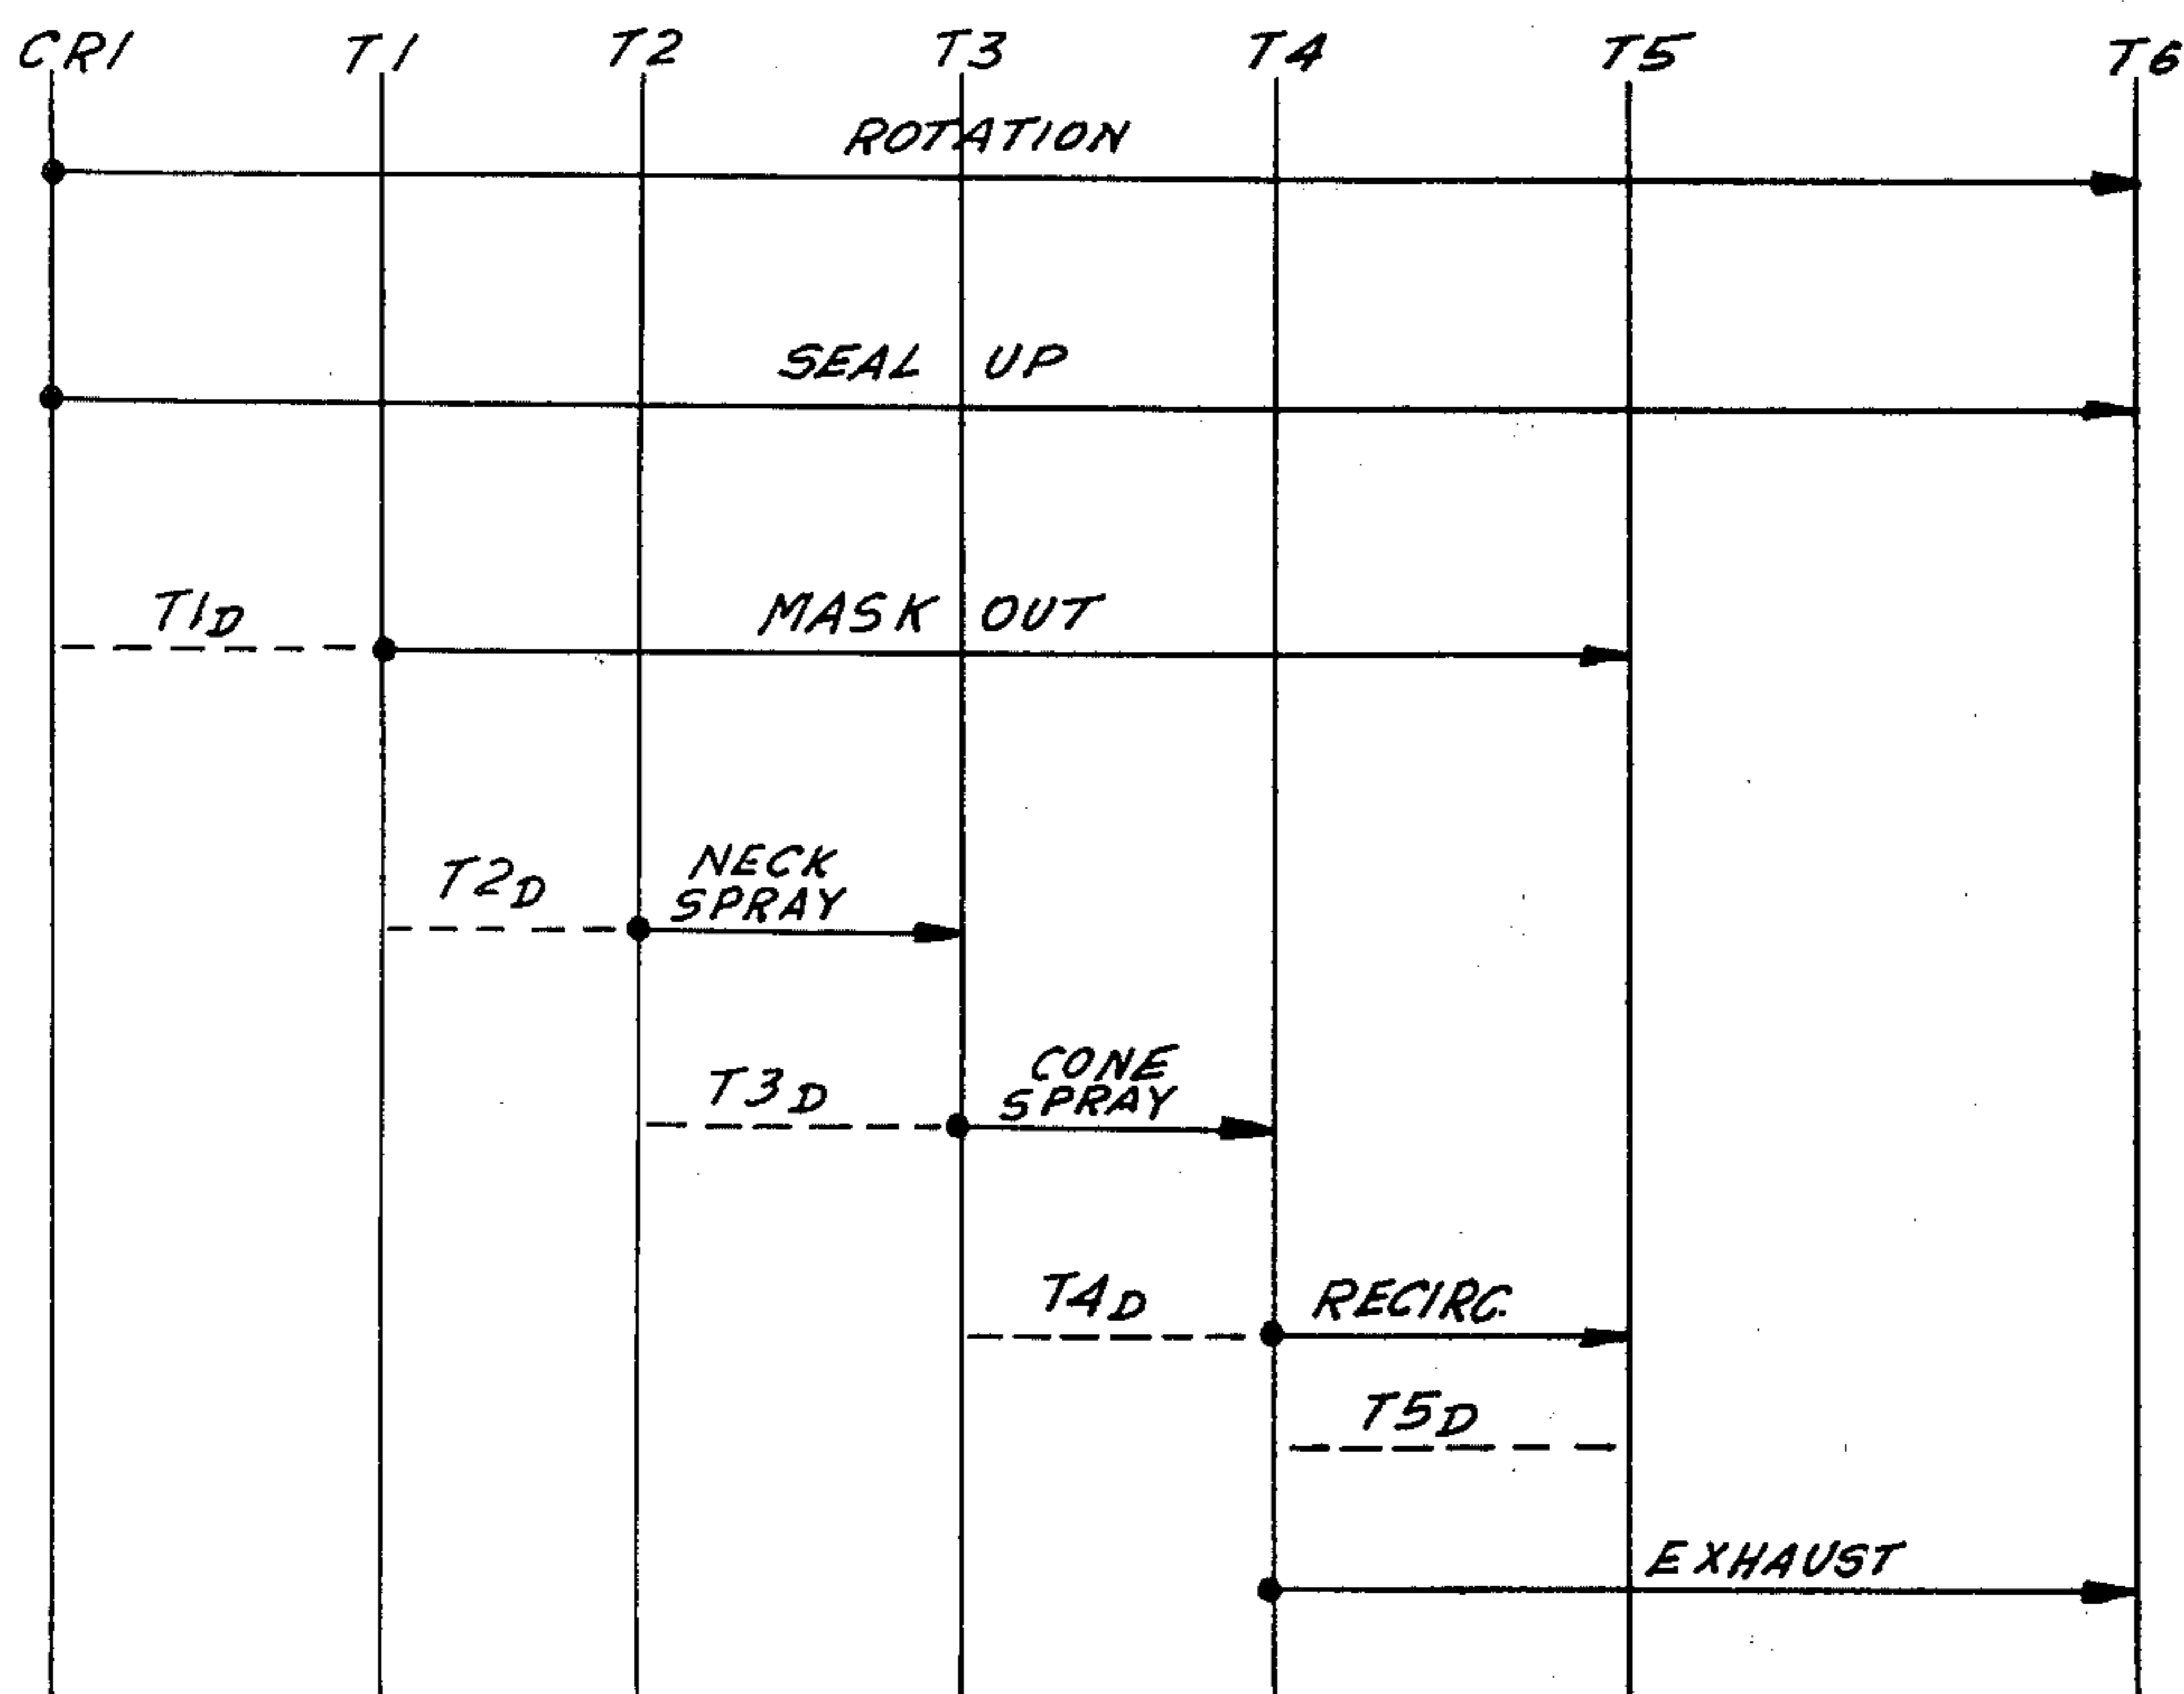 CR1 T1 T2 T3 T4 T5 T6
ROTATION
SEAL UP
T1D MASK OUT
T2D NECK
SPRAY
T3D CONE
SPRAY
T4D RECIRC.
T5D
EXHAUST